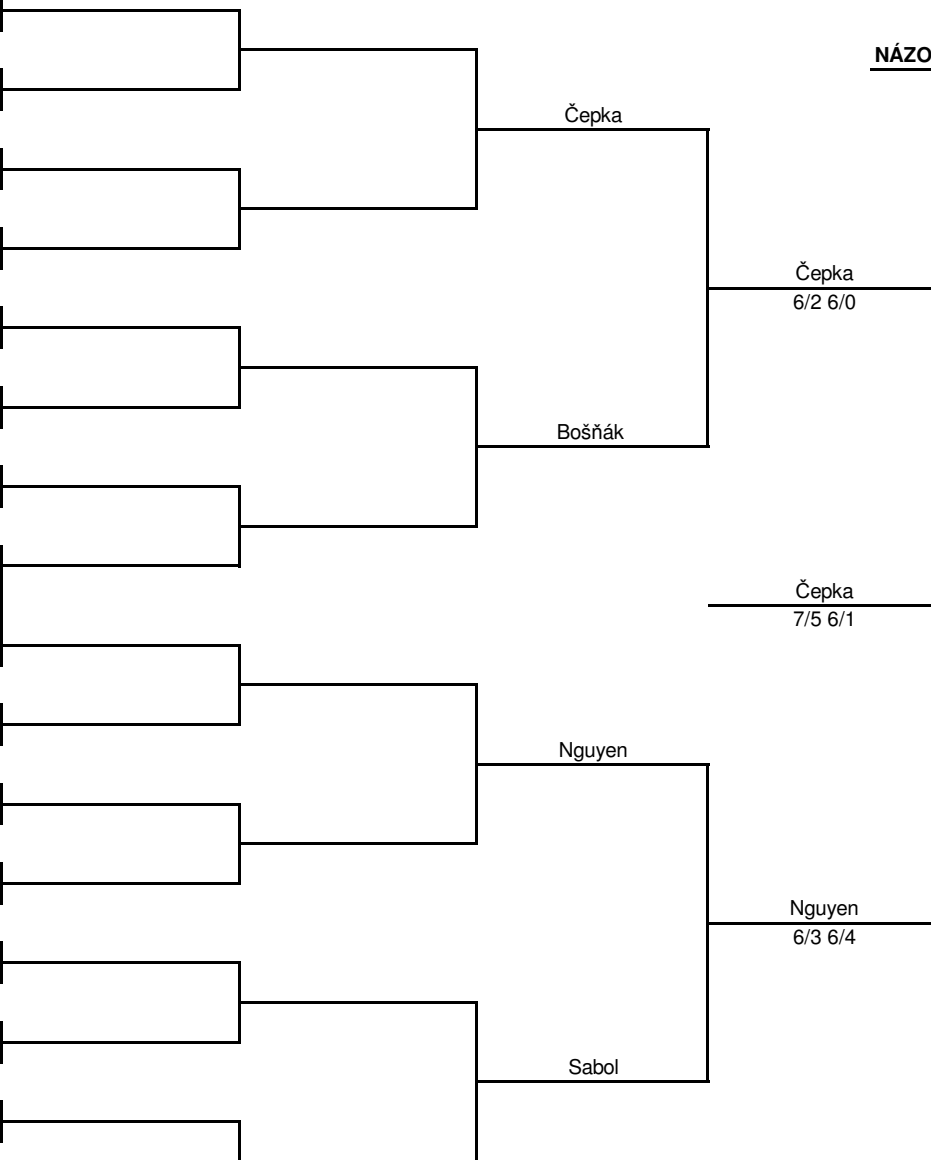 NÁZO
Čepka
Čepka
6/2 6/0
Bošňák
Čepka
7/5 6/1
Nguyen
Nguyen
6/3 6/4
Sabol